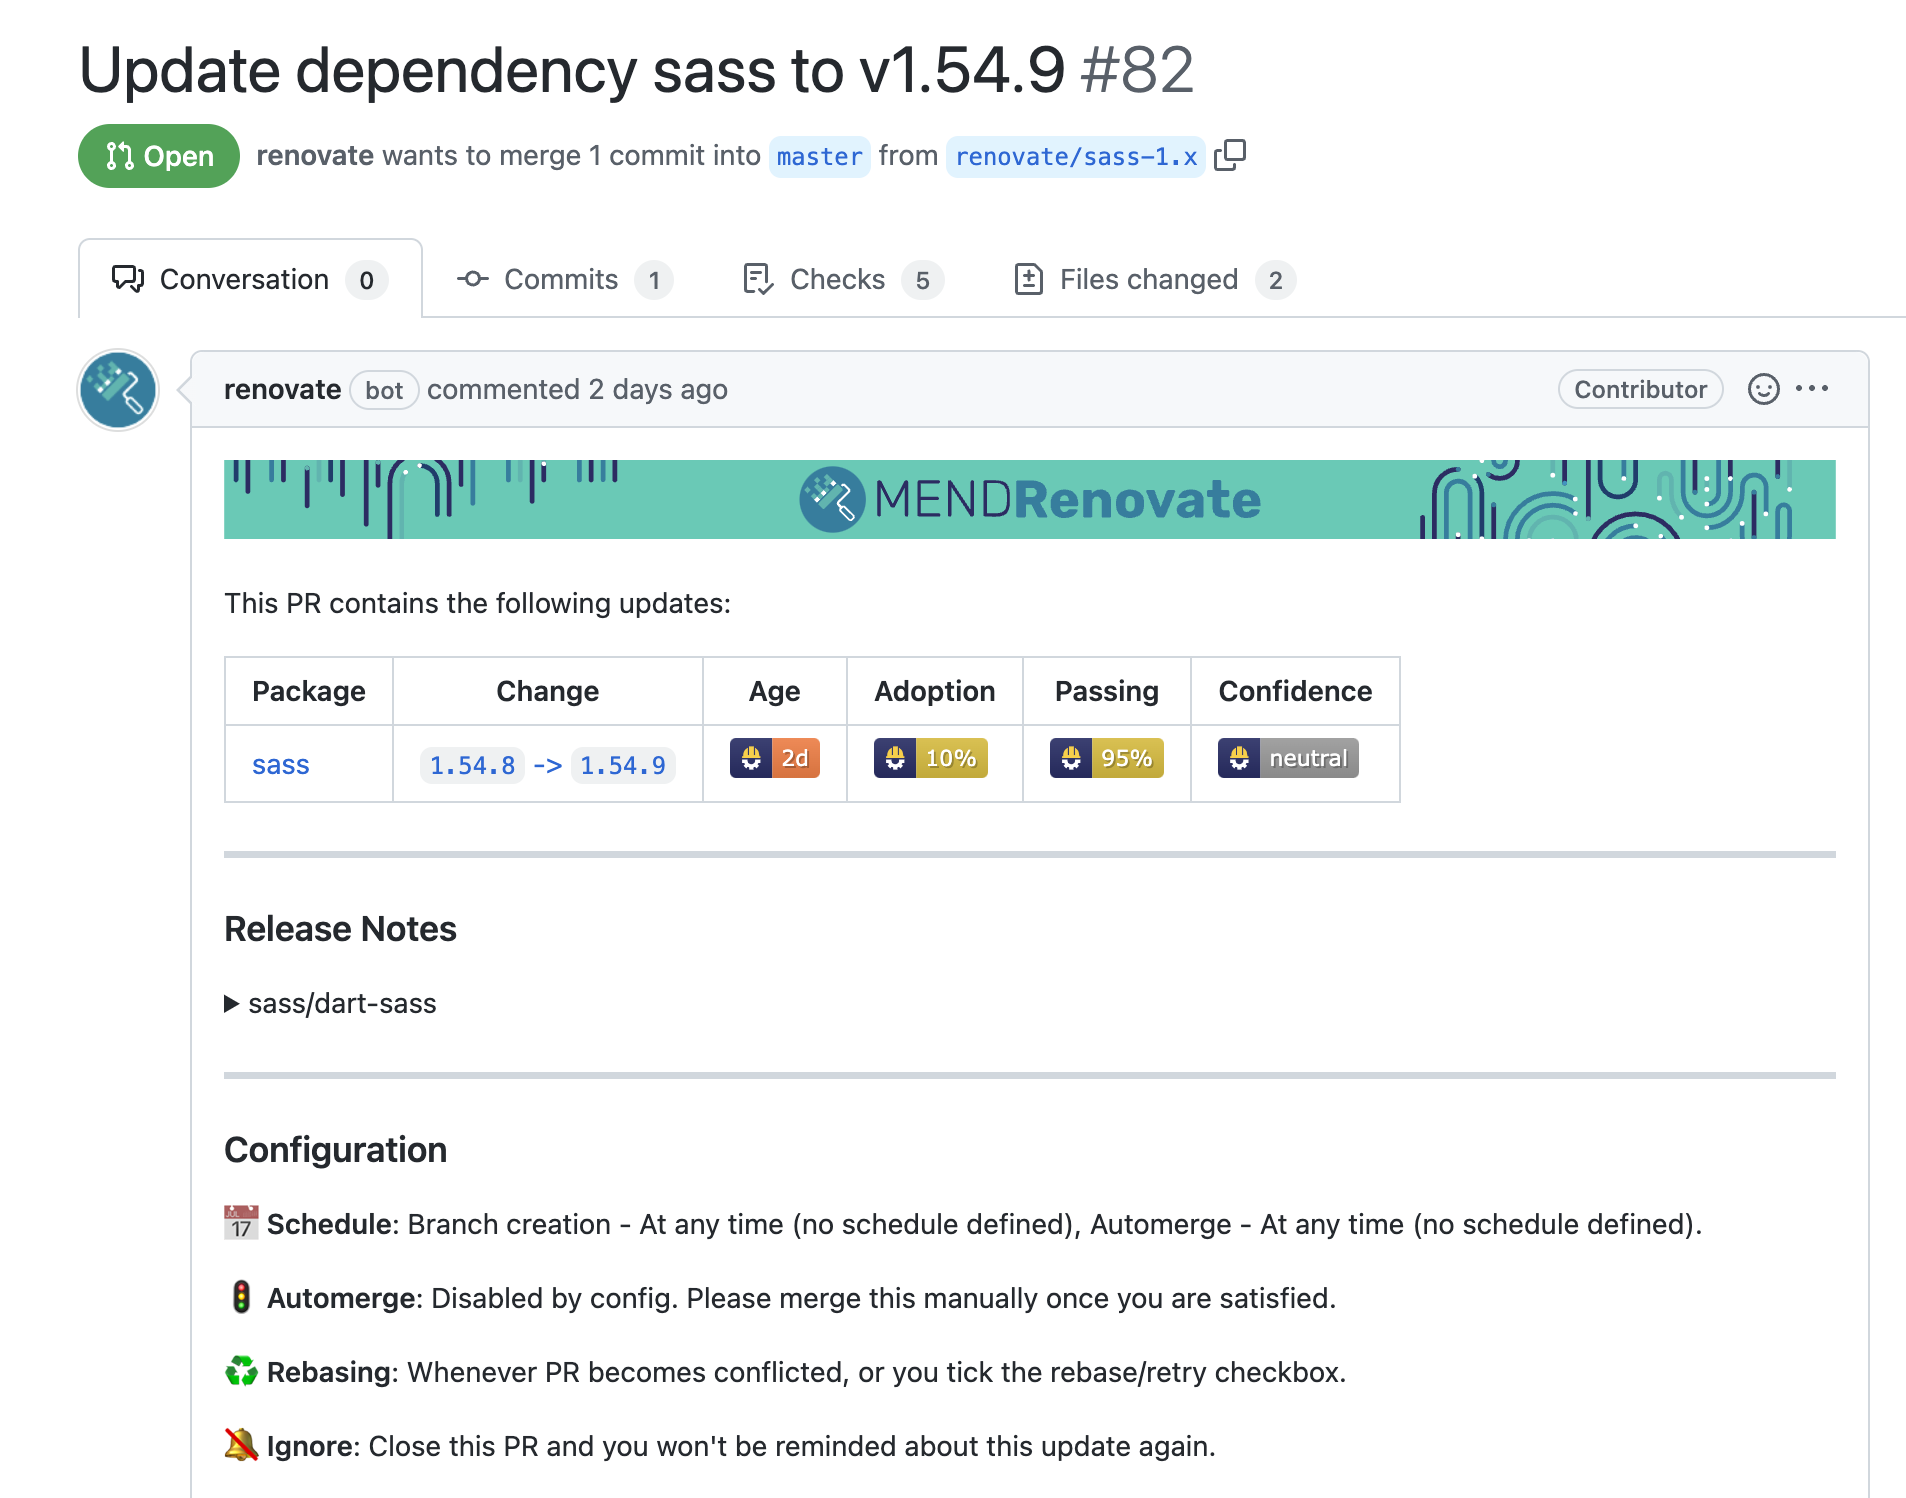 Update dependency sass to v1.54.9 #82
Open renovate wants to merge 1 commit into master from renovate/sass-1.x
Conversation 0 Commits 1 Checks 5 Files changed 2
renovate bot commented 2 days ago Contributor
MENDRenovate
This PR contains the following updates:
Package Change Age Adoption Passing Confidence
sass 1.54.8 -> 1.54.9 2d 10% 95% neutral
Release Notes
sass/dart-sass
Configuration
📅 Schedule: Branch creation - At any time (no schedule defined), Automerge - At any time (no schedule defined).
🚦 Automerge: Disabled by config. Please merge this manually once you are satisfied.
♻ Rebasing: Whenever PR becomes conflicted, or you tick the rebase/retry checkbox.
🔕 Ignore: Close this PR and you won't be reminded about this update again.